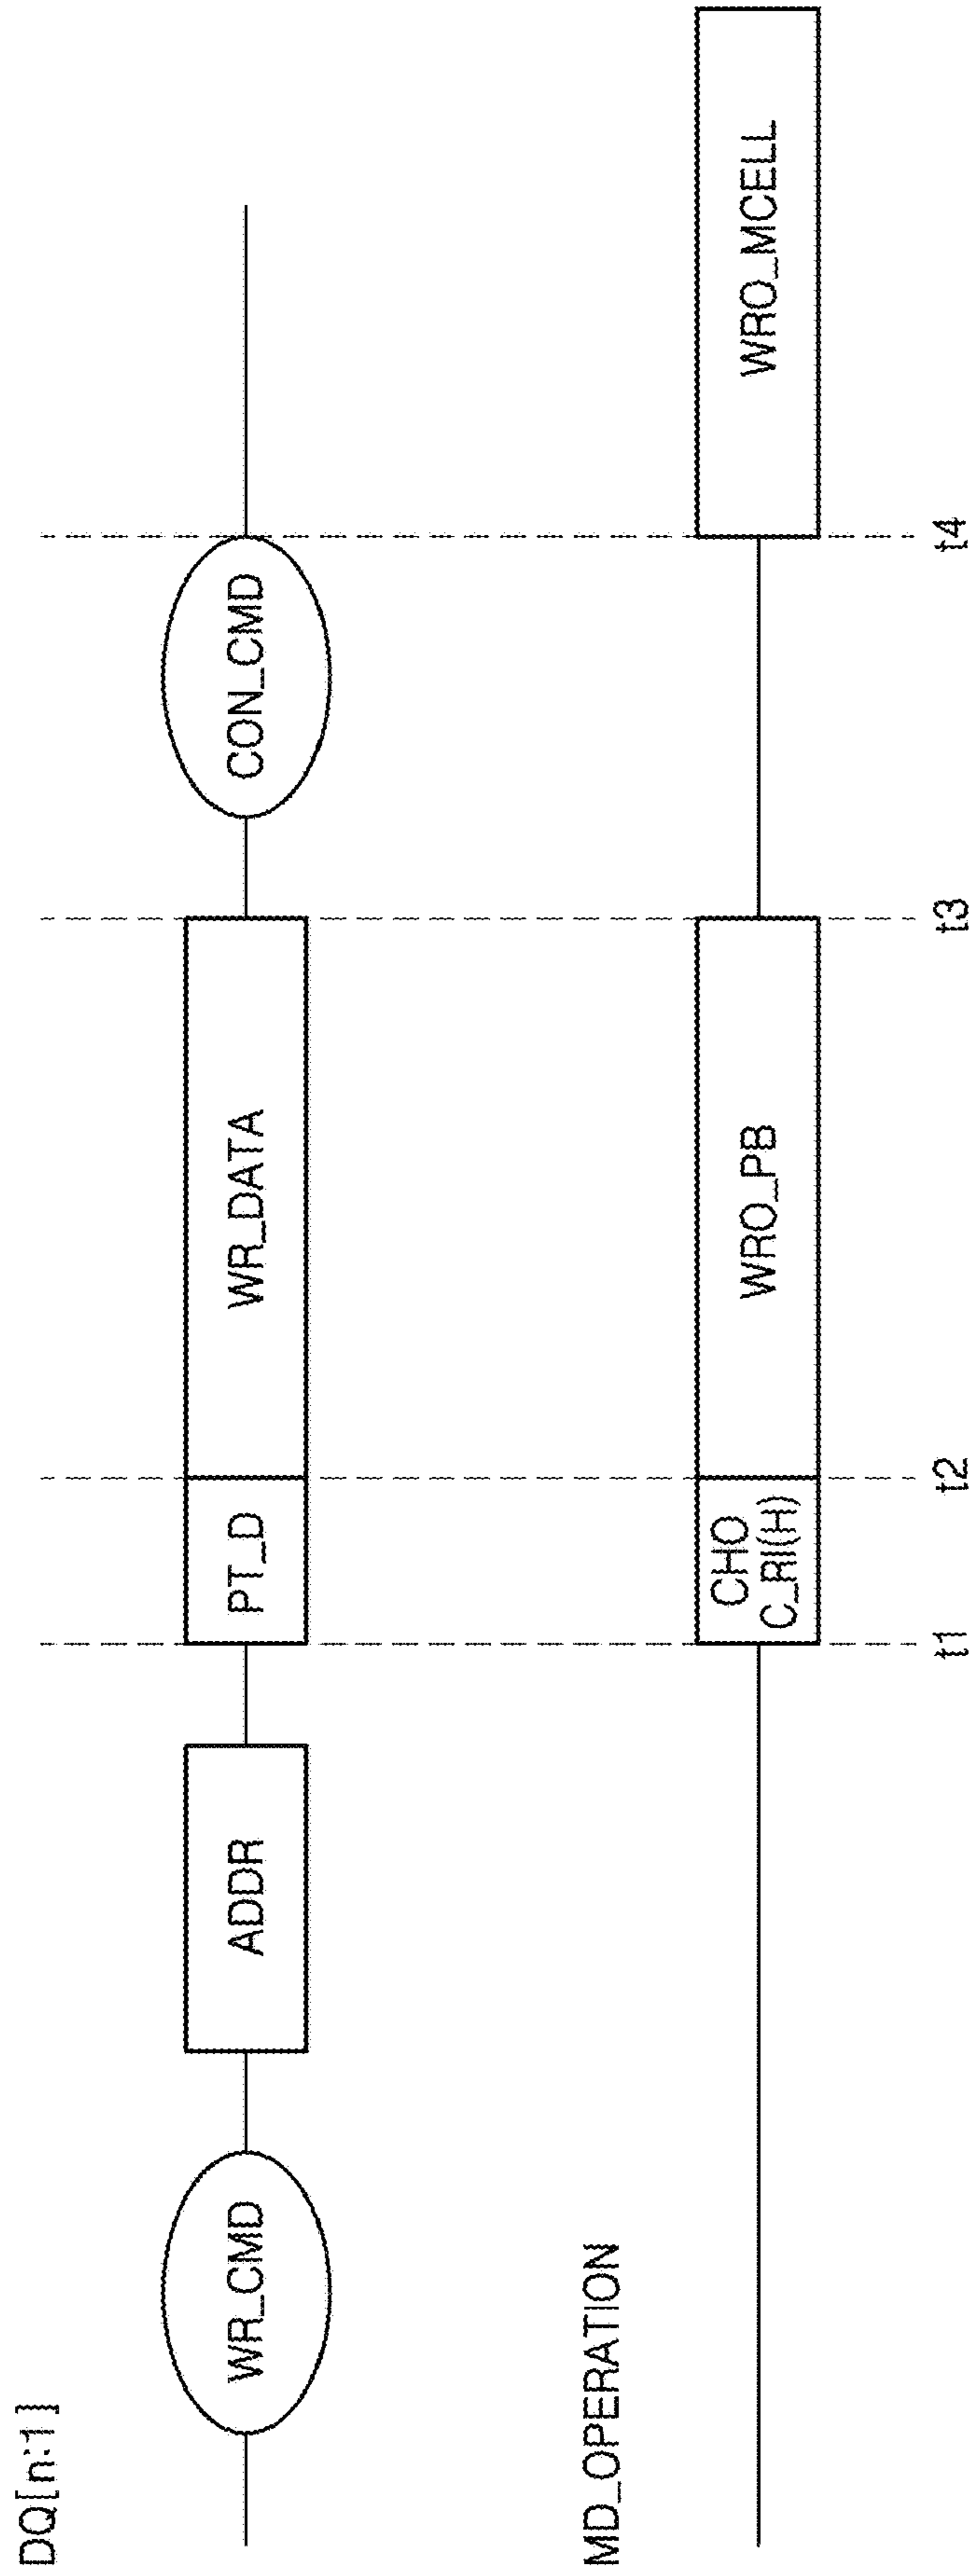 DQ[n:1]
WR_CMD
ADDR
PT_D
WR_DATA
CON_CMD
MD_OPERATION
CHO
C_RI(H)
WRO_PB
WRO_MCELL
t1
t2
t3
t4